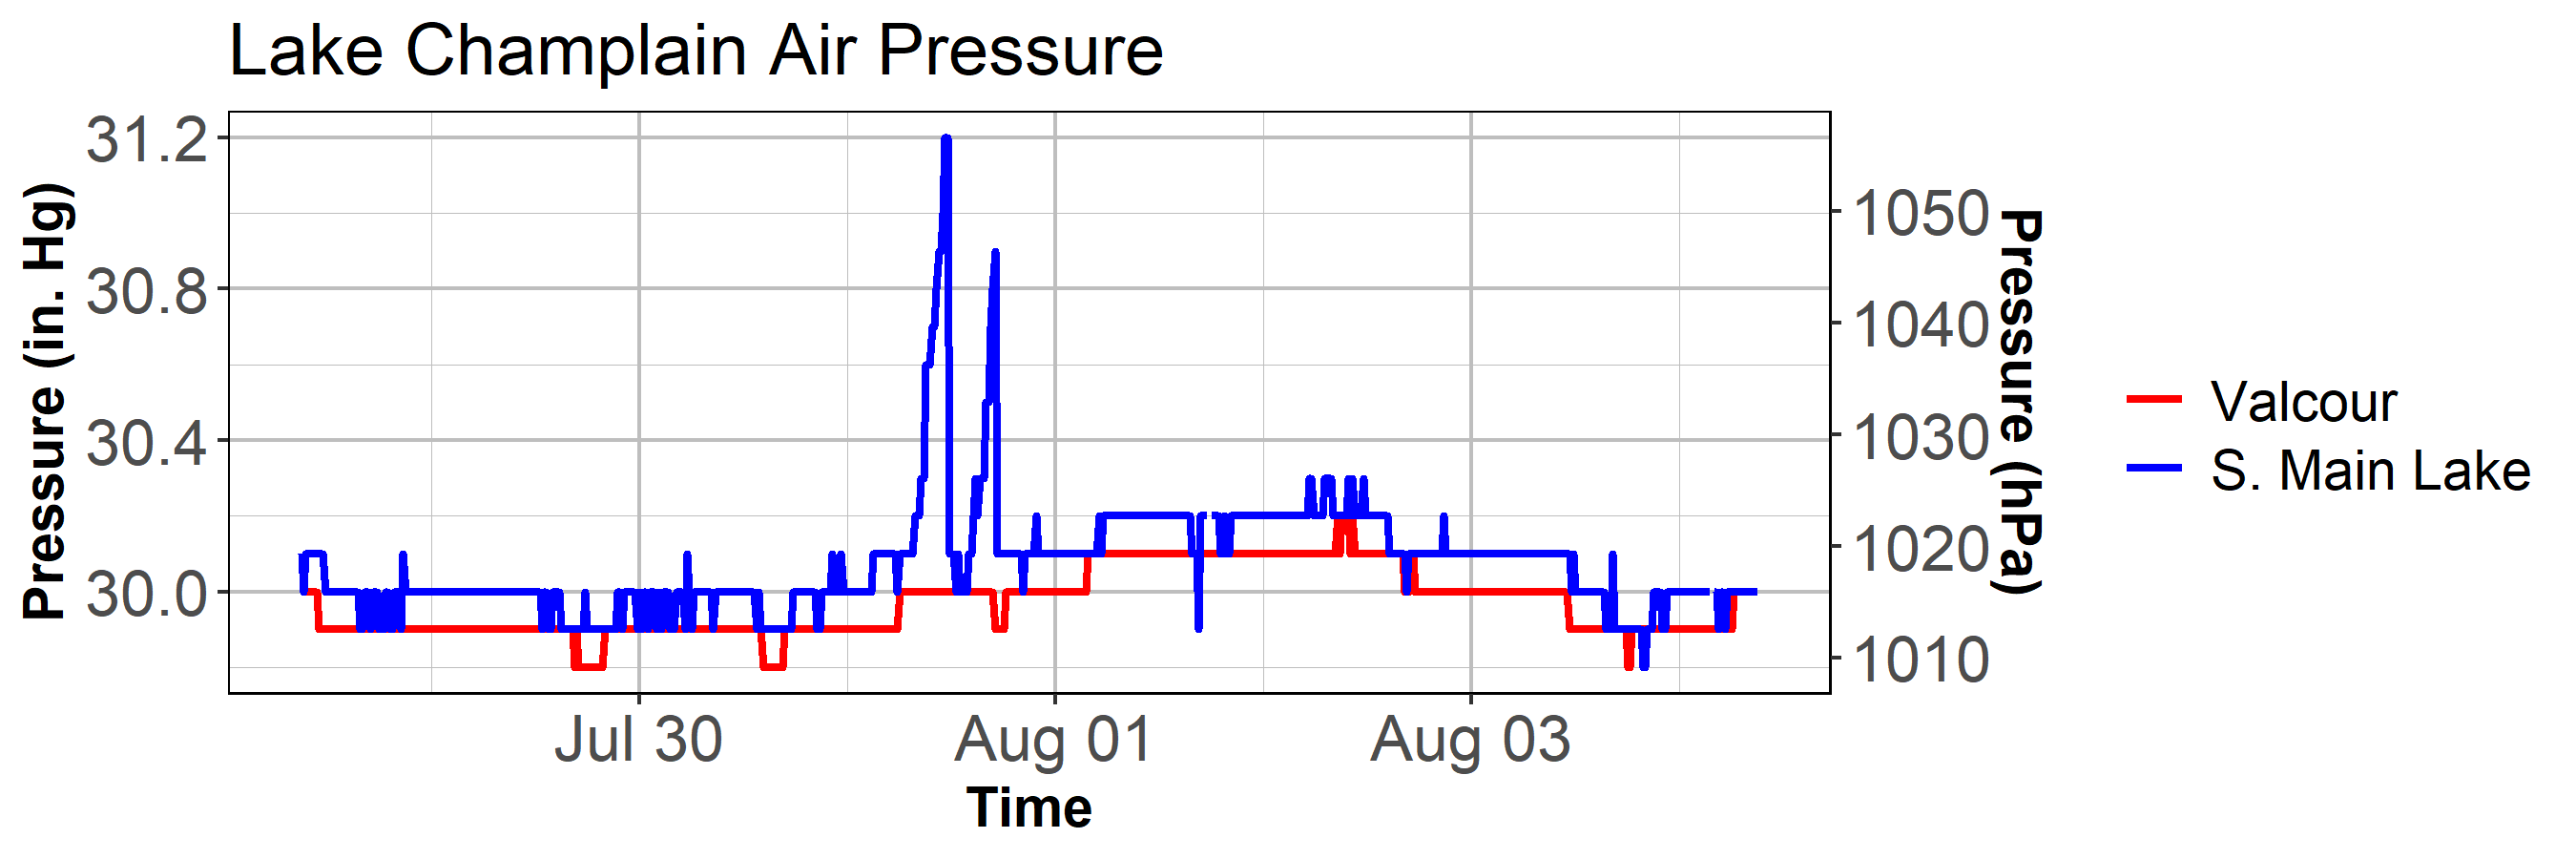 Lake Champlain Air Pressure
Pressure (in. Hg)
31.2
30.8
30.4
30.0
1050
1040
1030
1020
1010
Pressure (hPa)
Valcour
S. Main Lake
Jul 30
Aug 01
Aug 03
Time